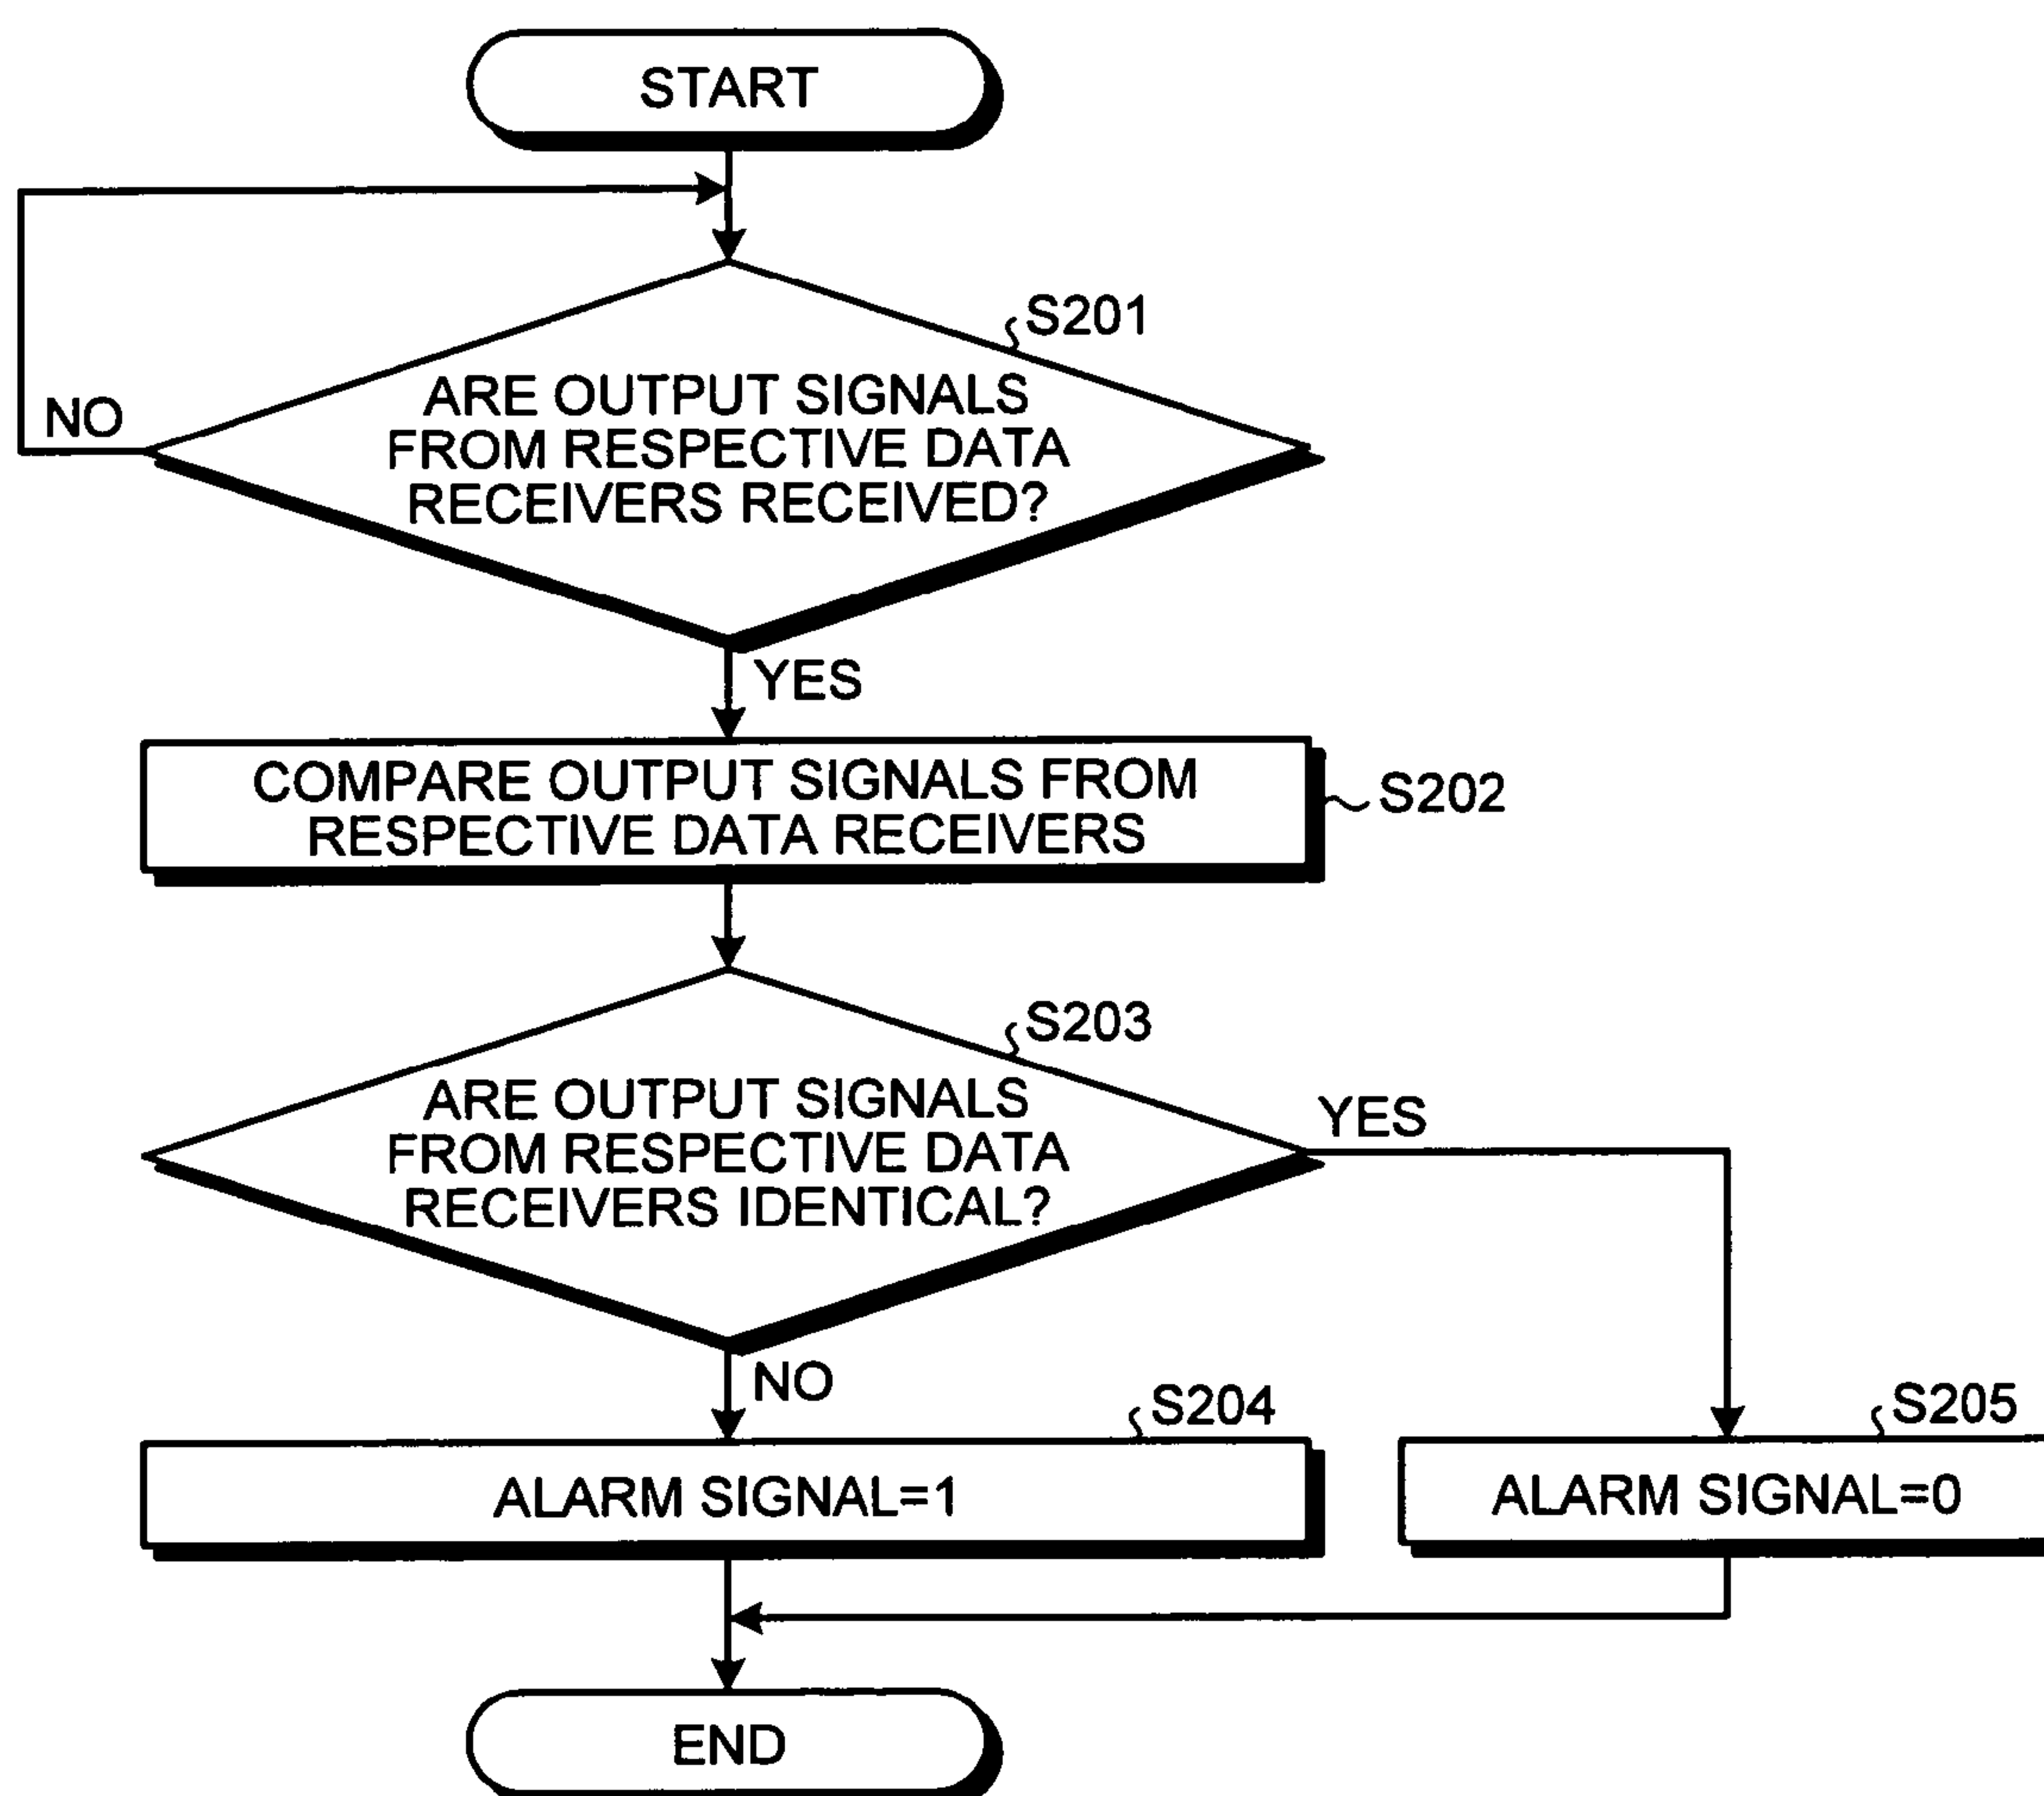 START
S201
ARE OUTPUT SIGNALS
FROM RESPECTIVE DATA
RECEIVERS RECEIVED?
NO
YES
COMPARE OUTPUT SIGNALS FROM
RESPECTIVE DATA RECEIVERS
S202
S203
ARE OUTPUT SIGNALS
FROM RESPECTIVE DATA
RECEIVERS IDENTICAL?
YES
NO
S204
ALARM SIGNAL=1
S205
ALARM SIGNAL=0
END